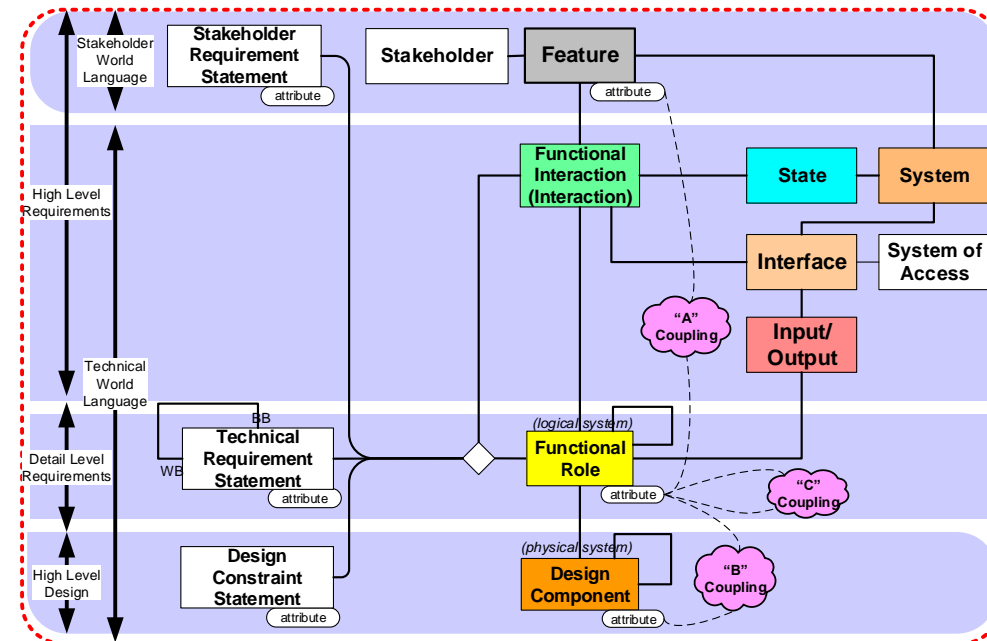 Stakeholder
World
Language
Stakeholder
Requirement
Statement
attribute
Stakeholder
Feature
attribute
High Level
Requirements
Functional
Interaction
(Interaction)
State
System
Interface
System of
Access
"A"
Coupling
Input/
Output
Technical
World
Language
BB
WB
Technical
Requirement
Statement
attribute
(logical system)
Functional
Role
attribute
"C"
Coupling
Detail Level
Requirements
High Level
Design
Design
Constraint
Statement
attribute
(physical system)
Design
Component
attribute
"B"
Coupling